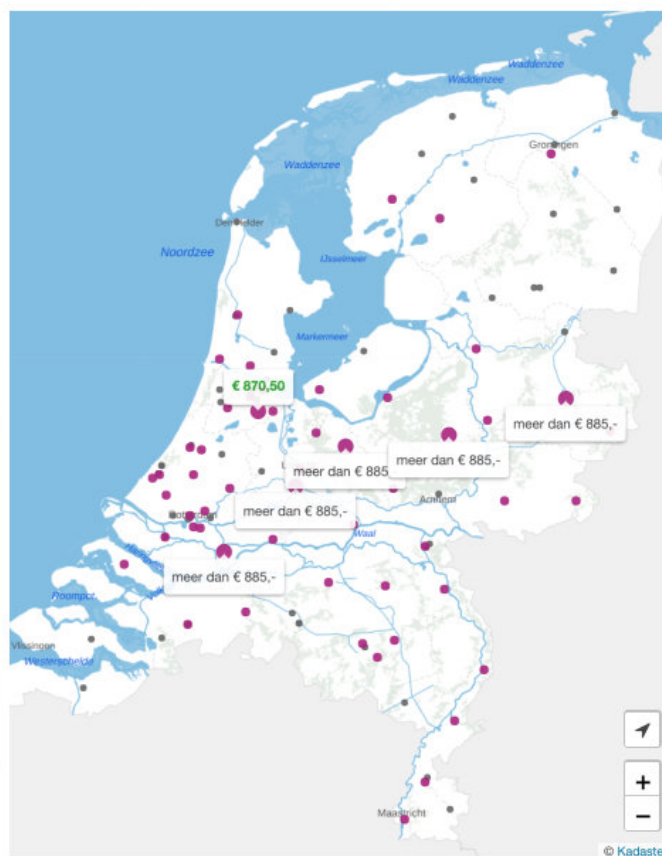 Waddenzee
Waddenzee
Groningen
Waddenzee
Den Helder
Noordzee
IJsselmeer
Markermeer
€ 870,50
meer dan € 885,-
meer dan € 885,-
meer dan € 885
Arnhem
meer dan € 885,-
Waal
meer dan € 885,-
Roompot
Vlissingen
Westerschelde
Maastricht
+
−
© Kadaste